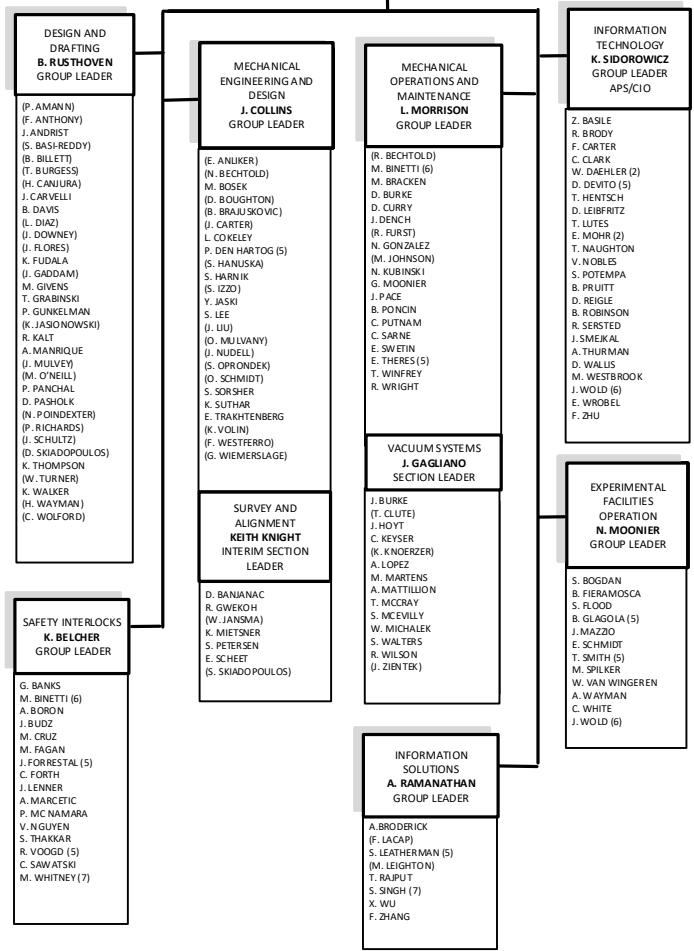 DESIGN AND
DRAFTING
B. RUSTHOVEN
GROUP LEADER
(P. AMANN)
(F. ANTHONY)
J. ANDRIST
(S. BASI-REDDY)
(B. BILLETT)
(T. BURGESS)
(H. CANJURA)
J. CARVELLI
B. DAVIS
(L. DIAZ)
(J. DOWNEY)
(J. FLORES)
K. FUDALA
(J. GADDAM)
M. GIVENS
T. GRABINSKI
P. GUNKELMAN
(K. JASIONOWSKI)
R. KALT
A. MANRIQUE
(J. MULVEY)
(M. O'NEILL)
P. PANCHAL
D. PASHOLK
(N. POINDEXTER)
(P. RICHARDS)
(J. SCHULTZ)
(D. SKIADOPOULOS)
K. THOMPSON
(W. TURNER)
K. WALKER
(H. WAYMAN)
(C. WOLFORD)
SAFETY INTERLOCKS
K. BELCHER
GROUP LEADER
G. BANKS
M. BINETTI (6)
A. BORON
J. BUDZ
M. CRUZ
M. FAGAN
J. FORRESTAL (5)
C. FORTH
J. LENNER
A. MARCETIC
P. MC NAMARA
V. NGUYEN
S. THAKKAR
R. VOOGD (5)
C. SAWATSKI
M. WHITNEY (7)
MECHANICAL
ENGINEERING AND
DESIGN
J. COLLINS
GROUP LEADER
(E. ANLIKER)
(N. BECHTOLD)
M. BOSEK
(D. BOUGHTON)
(B. BRAJUSKOVIC)
(J. CARTER)
L. COKELEY
P. DEN HARTOG (5)
(S. HANUSKA)
S. HARNIK
(S. IZZO)
Y. JASKI
S. LEE
(J. LIU)
(O. MULVANY)
(J. NUDELL)
(S. OPRONDEK)
(O. SCHMIDT)
S. SORSHER
K. SUTHAR
E. TRAKHTENBERG
(K. VOLIN)
(F. WESTFERRO)
(G. WIEMERSLAGE)
SURVEY AND
ALIGNMENT
KEITH KNIGHT
INTERIM SECTION
LEADER
D. BANJANAC
R. GWEKOH
(W. JANSMA)
K. MIETSNER
S. PETERSEN
E. SCHEET
(S. SKIADOPOULOS)
MECHANICAL
OPERATIONS AND
MAINTENANCE
L. MORRISON
GROUP LEADER
(R. BECHTOLD)
M. BINETTI (6)
M. BRACKEN
D. BURKE
D. CURRY
J. DENCH
(R. FURST)
N. GONZALEZ
(M. JOHNSON)
N. KUBINSKI
G. MOONIER
J. PACE
B. PONCIN
C. PUTNAM
C. SARNE
E. SWETIN
E. THERES (5)
T. WINFREY
R. WRIGHT
VACUUM SYSTEMS
J. GAGLIANO
SECTION LEADER
J. BURKE
(T. CLUTE)
J. HOYT
C. KEYSER
(K. KNOERZER)
A. LOPEZ
M. MARTENS
A. MATTILLION
T. MCCRAY
S. MCEVILLY
W. MICHALEK
S. WALTERS
R. WILSON
(J. ZIENTEK)
INFORMATION
SOLUTIONS
A. RAMANATHAN
GROUP LEADER
A.BRODERICK
(F. LACAP)
S. LEATHERMAN (5)
(M. LEIGHTON)
T. RAJPUT
S. SINGH (7)
X. WU
F. ZHANG
INFORMATION
TECHNOLOGY
K. SIDOROWICZ
GROUP LEADER
APS/CIO
Z. BASILE
R. BRODY
F. CARTER
C. CLARK
W. DAEHLER (2)
D. DEVITO (5)
T. HENTSCH
D. LEIBFRITZ
T. LUTES
E. MOHR (2)
T. NAUGHTON
V. NOBLES
S. POTEMPA
B. PRUITT
D. REIGLE
B. ROBINSON
R. SERSTED
J. SMEJKAL
A. THURMAN
D. WALLIS
M. WESTBROOK
J. WOLD (6)
E. WROBEL
F. ZHU
EXPERIMENTAL
FACILITIES
OPERATION
N. MOONIER
GROUP LEADER
S. BOGDAN
B. FIERAMOSCA
S. FLOOD
B. GLAGOLA (5)
J. MAZZIO
E. SCHMIDT
T. SMITH (5)
M. SPILKER
W. VAN WINGEREN
A. WAYMAN
C. WHITE
J. WOLD (6)